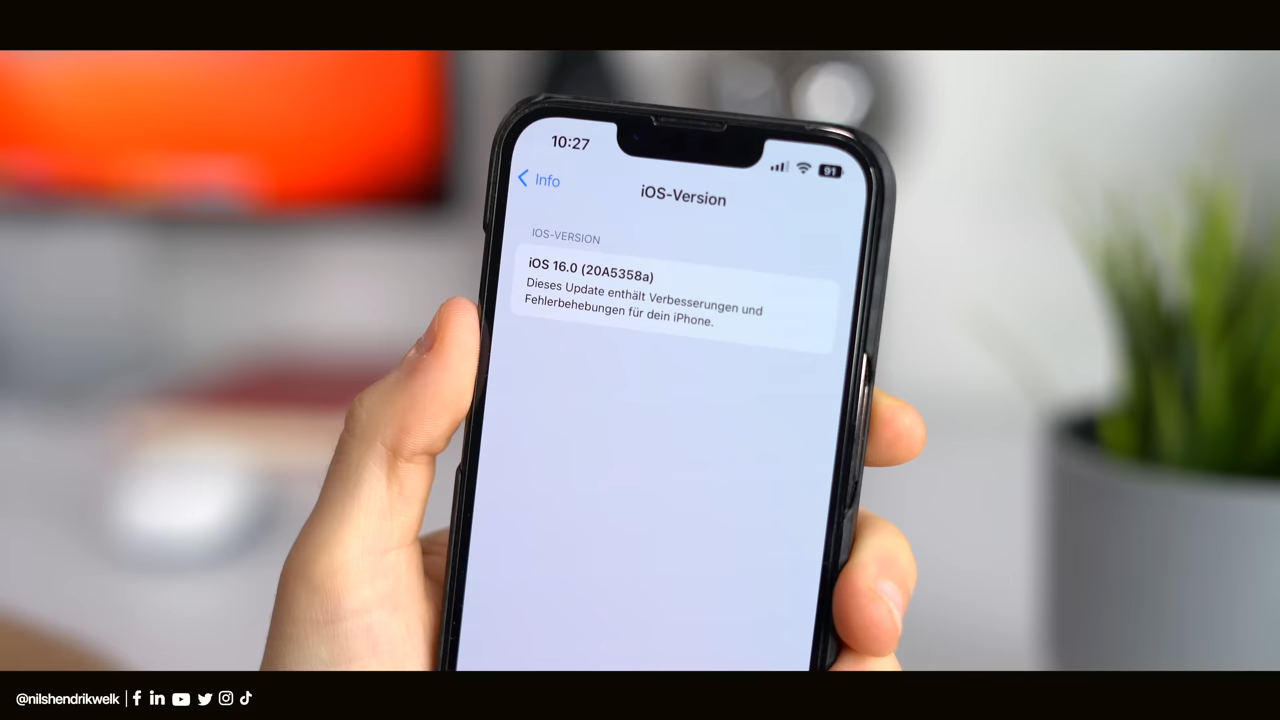 10:27
91
Info
iOS-Version
IOS-VERSION
iOS 16.0 (20A5358a)
Dieses Update enthält Verbesserungen und
Fehlerbehebungen für dein iPhone.
@nilshendrikwelk